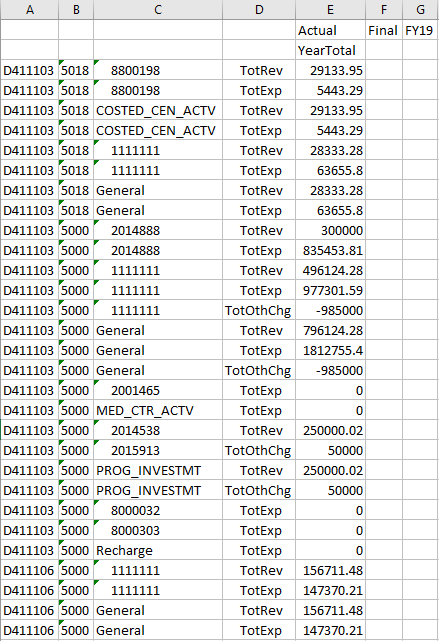 A B C D E F G
Actual Final FY19
YearTotal
D411103 5018 8800198 TotRev 29133.95
D411103 5018 8800198 TotExp 5443.29
D411103 5018 COSTED_CEN_ACTV TotRev 29133.95
D411103 5018 COSTED_CEN_ACTV TotExp 5443.29
D411103 5018 1111111 TotRev 28333.28
D411103 5018 1111111 TotExp 63655.8
D411103 5018 General TotRev 28333.28
D411103 5018 General TotExp 63655.8
D411103 5000 2014888 TotRev 300000
D411103 5000 2014888 TotExp 835453.81
D411103 5000 1111111 TotRev 496124.28
D411103 5000 1111111 TotExp 977301.59
D411103 5000 1111111 TotOthChg -985000
D411103 5000 General TotRev 796124.28
D411103 5000 General TotExp 1812755.4
D411103 5000 General TotOthChg -985000
D411103 5000 2001465 TotExp 0
D411103 5000 MED_CTR_ACTV TotExp 0
D411103 5000 2014538 TotRev 250000.02
D411103 5000 2015913 TotOthChg 50000
D411103 5000 PROG_INVESTMT TotRev 250000.02
D411103 5000 PROG_INVESTMT TotOthChg 50000
D411103 5000 8000032 TotExp 0
D411103 5000 8000303 TotExp 0
D411103 5000 Recharge TotExp 0
D411106 5000 1111111 TotRev 156711.48
D411106 5000 1111111 TotExp 147370.21
D411106 5000 General TotRev 156711.48
D411106 5000 General TotExp 147370.21